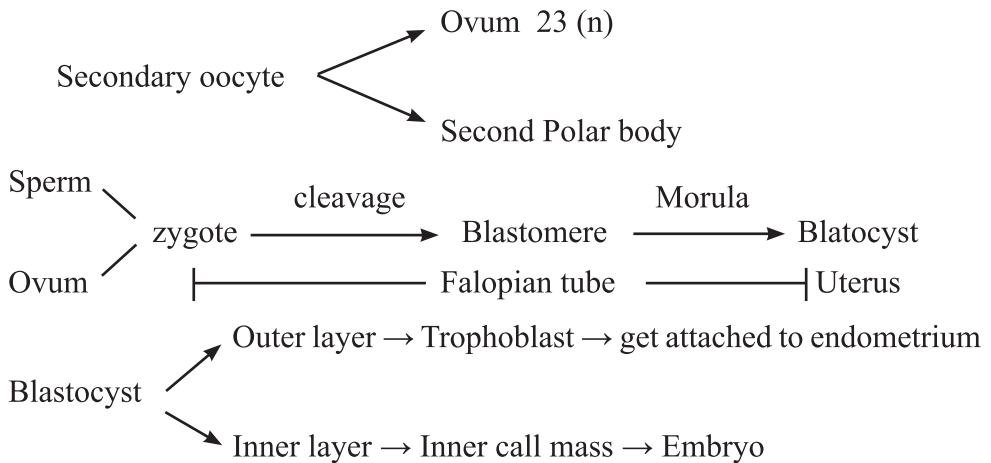 Ovum 23 (n)
Secondary oocyte
Second Polar body
Sperm
cleavage
Morula
zygote
Blastomere
Blatocyst
Ovum
Falopian tube
Uterus
Outer layer → Trophoblast → get attached to endometrium
Blastocyst
Inner layer → Inner call mass → Embryo